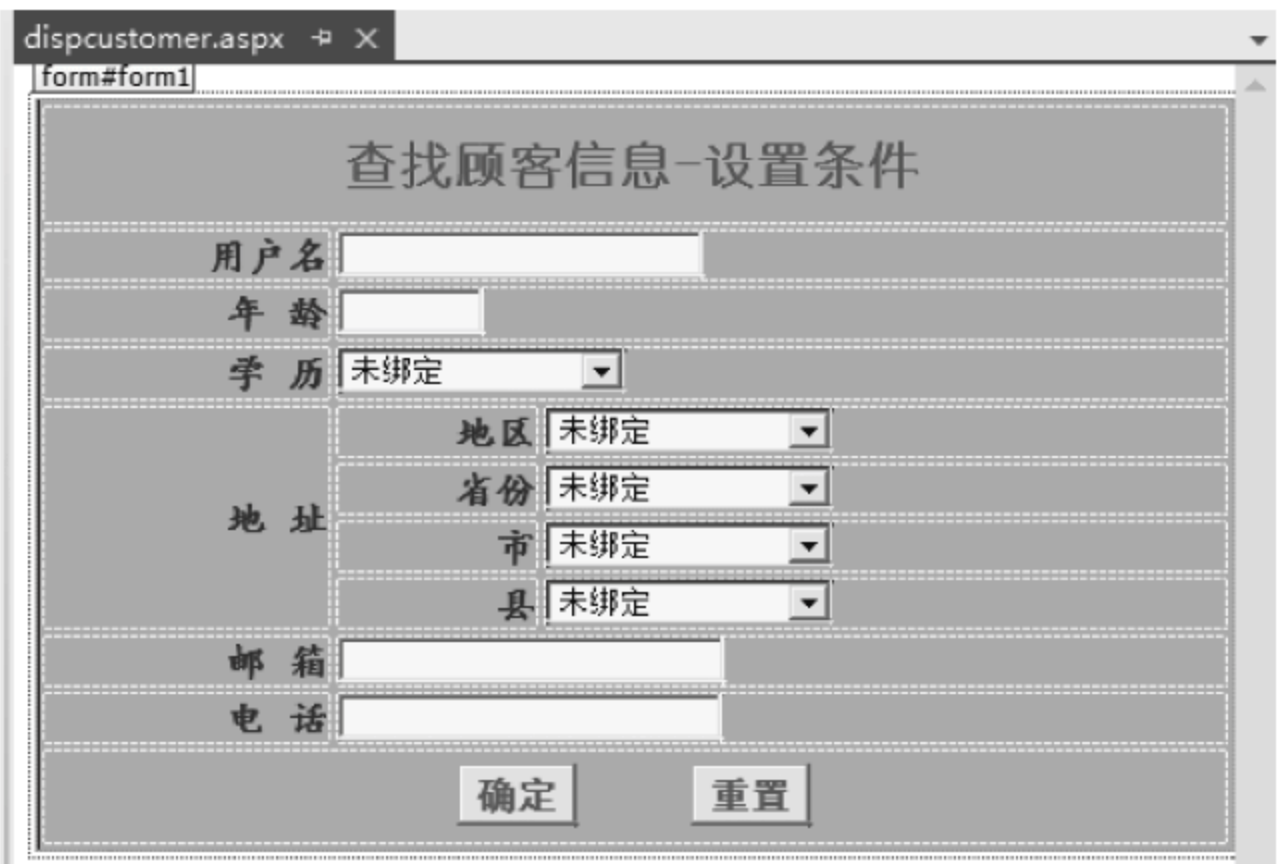 dispcustomer.aspx
form#form1
查找顾客信息-设置条件
用户名
年 龄
学 历 未绑定
地 址
地区 未绑定
省份 未绑定
市 未绑定
县 未绑定
邮 箱
电 话
确定 重置